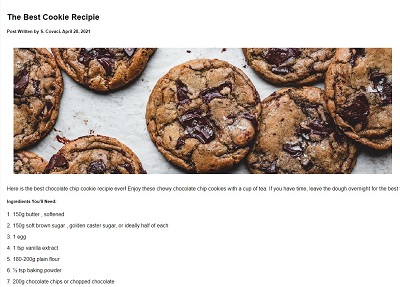 The Best Cookie Recipie
Post Written by S. Covaci, April 20, 2021
Here is the best chocolate chip cookie recipie ever! Enjoy these chewy chocolate chip cookies with a cup of tea. If you have time, leave the dough overnight for the best
Ingredients You'll Need:
1. 150g butter , softened
2. 150g soft brown sugar , golden caster sugar, or ideally half of each
3. 1 egg
4. 1 tsp vanilla extract
5. 180-200g plain flour
6. ½ tsp baking powder
7. 200g chocolate chips or chopped chocolate